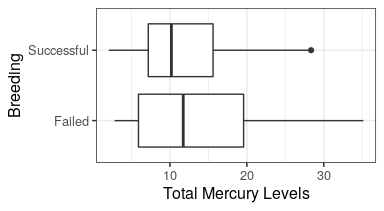 Breeding
Successful
Failed
10 20 30
Total Mercury Levels